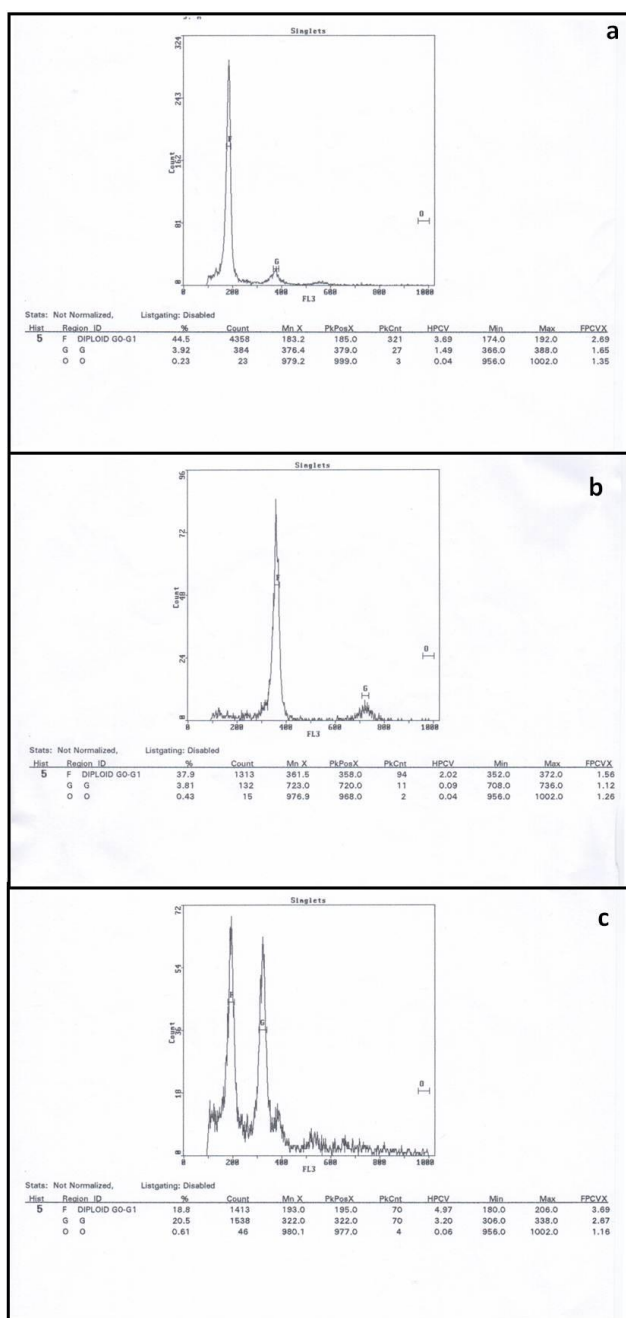 a
Singlets
324
243
162
81
0
Count
F
G
O
0 200 400 600 800 1000
FL3
Stats: Not Normalized, Listgating: Disabled
Hist Region ID % Count Mn X PkPosX PkCnt HPCV Min Max FPCVX
5 F DIPLOID G0-G1 44.5 4358 183.2 185.0 321 3.69 174.0 192.0 2.69
G G 3.92 384 376.4 379.0 27 1.49 366.0 388.0 1.65
O O 0.23 23 979.2 999.0 3 0.04 956.0 1002.0 1.35
b
Singlets
96
72
48
24
0
Count
F
G
O
0 200 400 600 800 1000
FL3
Stats: Not Normalized, Listgating: Disabled
Hist Region ID % Count Mn X PkPosX PkCnt HPCV Min Max FPCVX
5 F DIPLOID G0-G1 37.9 1313 361.5 358.0 94 2.02 352.0 372.0 1.56
G G 3.81 132 723.0 720.0 11 0.09 708.0 736.0 1.12
O O 0.43 15 976.9 968.0 2 0.04 956.0 1002.0 1.26
c
Singlets
72
54
36
18
0
Count
F
G
O
0 200 400 600 800 1000
FL3
Stats: Not Normalized, Listgating: Disabled
Hist Region ID % Count Mn X PkPosX PkCnt HPCV Min Max FPCVX
5 F DIPLOID G0-G1 18.8 1413 193.0 195.0 70 4.97 180.0 206.0 3.69
G G 20.5 1538 322.0 322.0 70 3.20 306.0 338.0 2.67
O O 0.61 46 980.1 977.0 4 0.06 956.0 1002.0 1.16